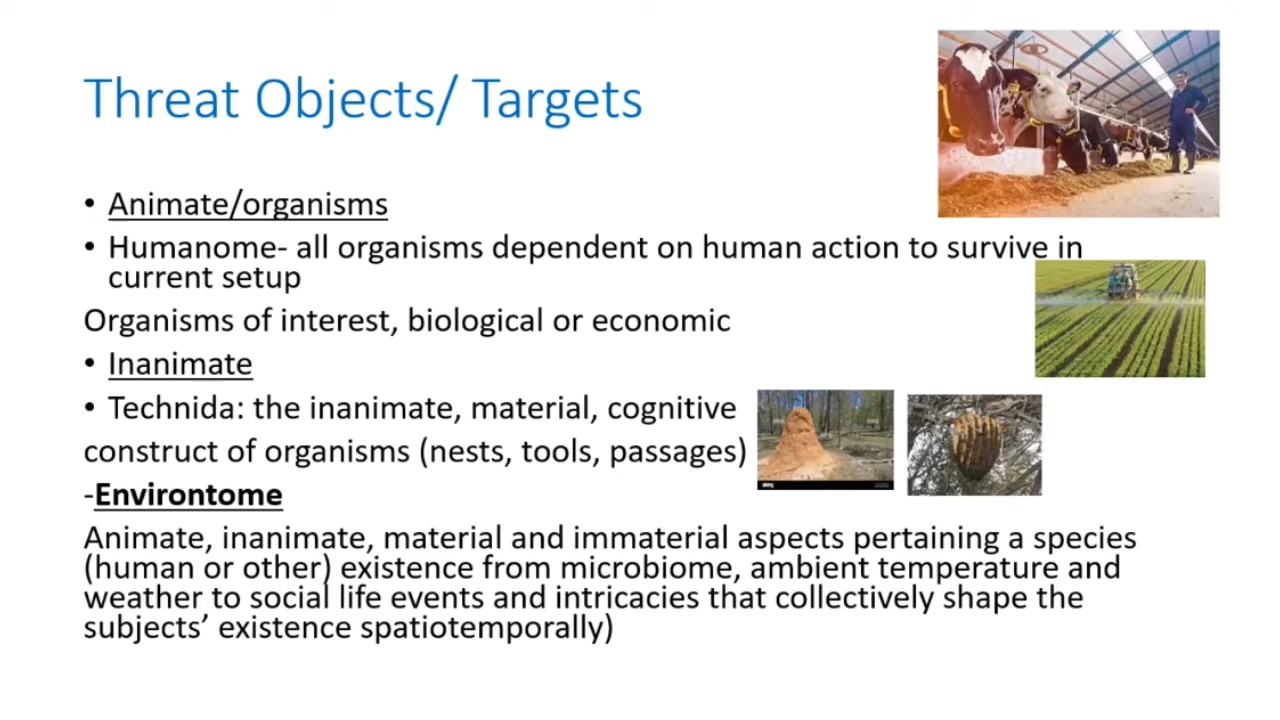 Threat Objects/ Targets
• Animate/organisms
• Humanome- all organisms dependent on human action to survive in
current setup
Organisms of interest, biological or economic
• Inanimate
• Technida: the inanimate, material, cognitive
construct of organisms (nests, tools, passages)
-Environtome
Animate, inanimate, material and immaterial aspects pertaining a species
(human or other) existence from microbiome, ambient temperature and
weather to social life events and intricacies that collectively shape the
subjects’ existence spatiotemporally)